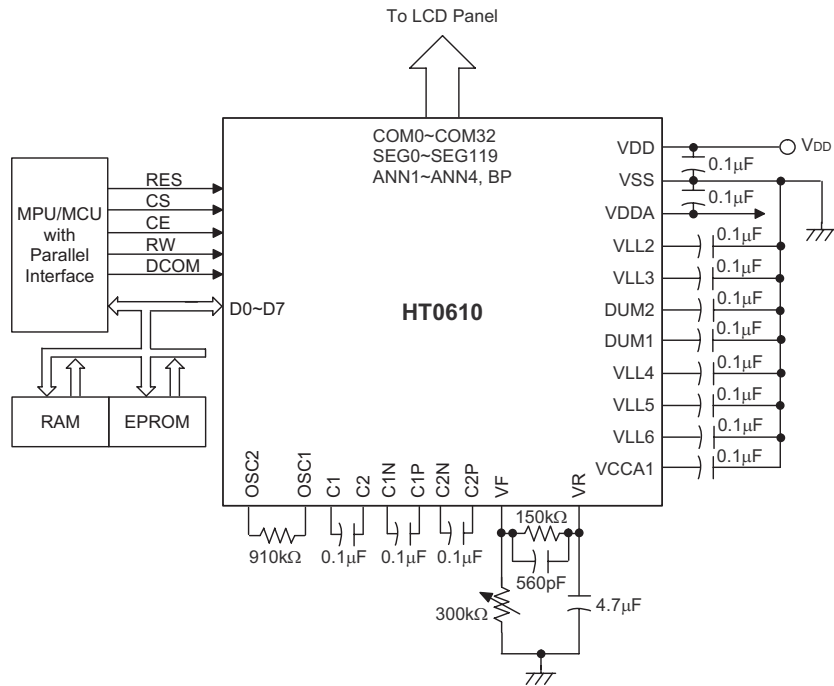 To LCD Panel
COM0~COM32
SEG0~SEG119
ANN1~ANN4, BP
MPU/MCU
with
Parallel
Interface
RES
CS
CE
RW
DCOM
D0~D7
RAM
EPROM
HT0610
VDD
VSS
VDDA
VLL2
VLL3
DUM2
DUM1
VLL4
VLL5
VLL6
VCCA1
VDD
0.1μF
0.1μF
0.1μF
0.1μF
0.1μF
0.1μF
0.1μF
0.1μF
0.1μF
0.1μF
OSC2
OSC1
C1
C2
C1N
C1P
C2N
C2P
VF
VR
910kΩ
0.1μF
0.1μF
0.1μF
150kΩ
560pF
300kΩ
4.7μF